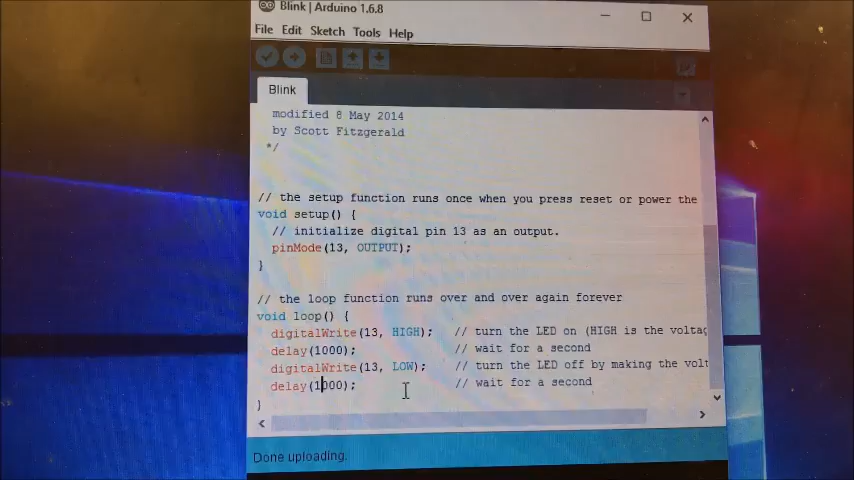 Blink | Arduino 1.6.8
File Edit Sketch Tools Help
Blink
modified 8 May 2014
by Scott Fitzgerald
*/
// the setup function runs once when you press reset or power the
void setup() {
// initialize digital pin 13 as an output.
pinMode(13, OUTPUT);
}
// the loop function runs over and over again forever
void loop() {
digitalWrite(13, HIGH); // turn the LED on (HIGH is the voltag
delay(1000); // wait for a second
digitalWrite(13, LOW); // turn the LED off by making the volt
delay(1000); // wait for a second
}
Done uploading.